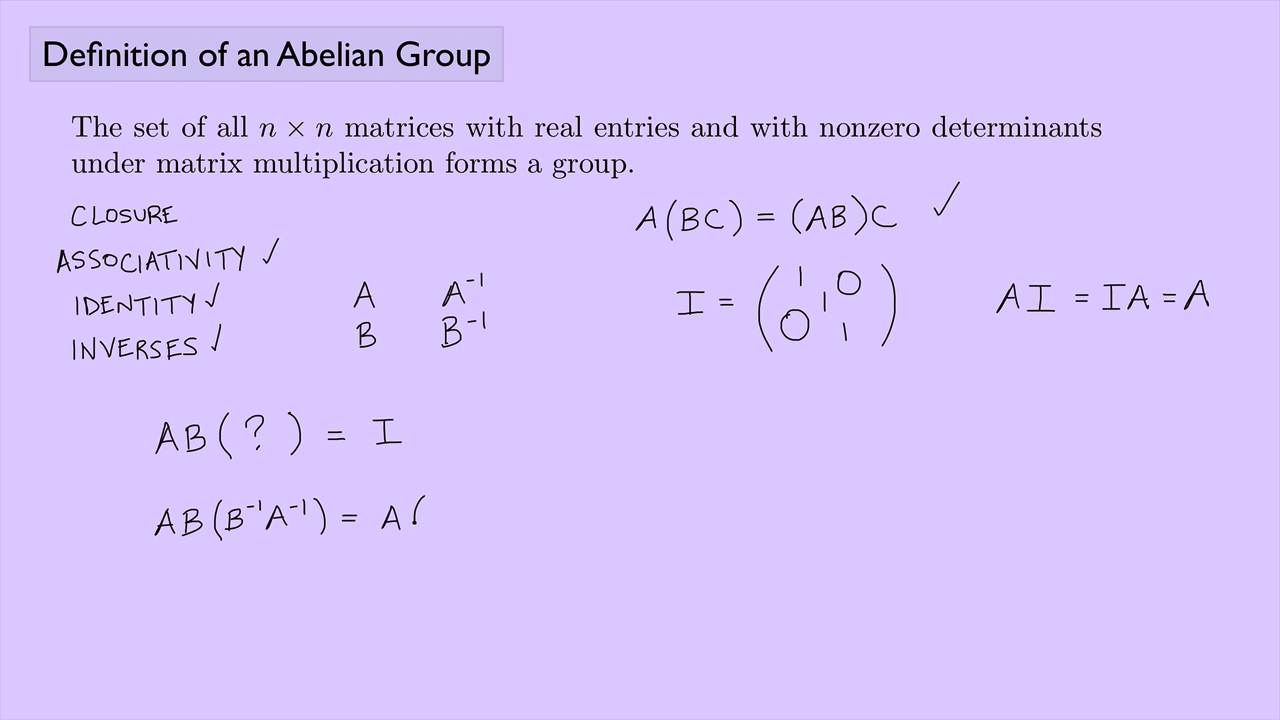 Definition of an Abelian Group
The set of all n × n matrices with real entries and with nonzero determinants
under matrix multiplication forms a group.
CLOSURE
A(BC) = (AB)C ✓
ASSOCIATIVITY ✓
IDENTITY ✓ A A⁻¹
I = ( 1 0 1 0 1 ) AI = IA = A
INVERSES ✓ B B⁻¹
AB(?) = I
AB(B⁻¹A⁻¹) = A(